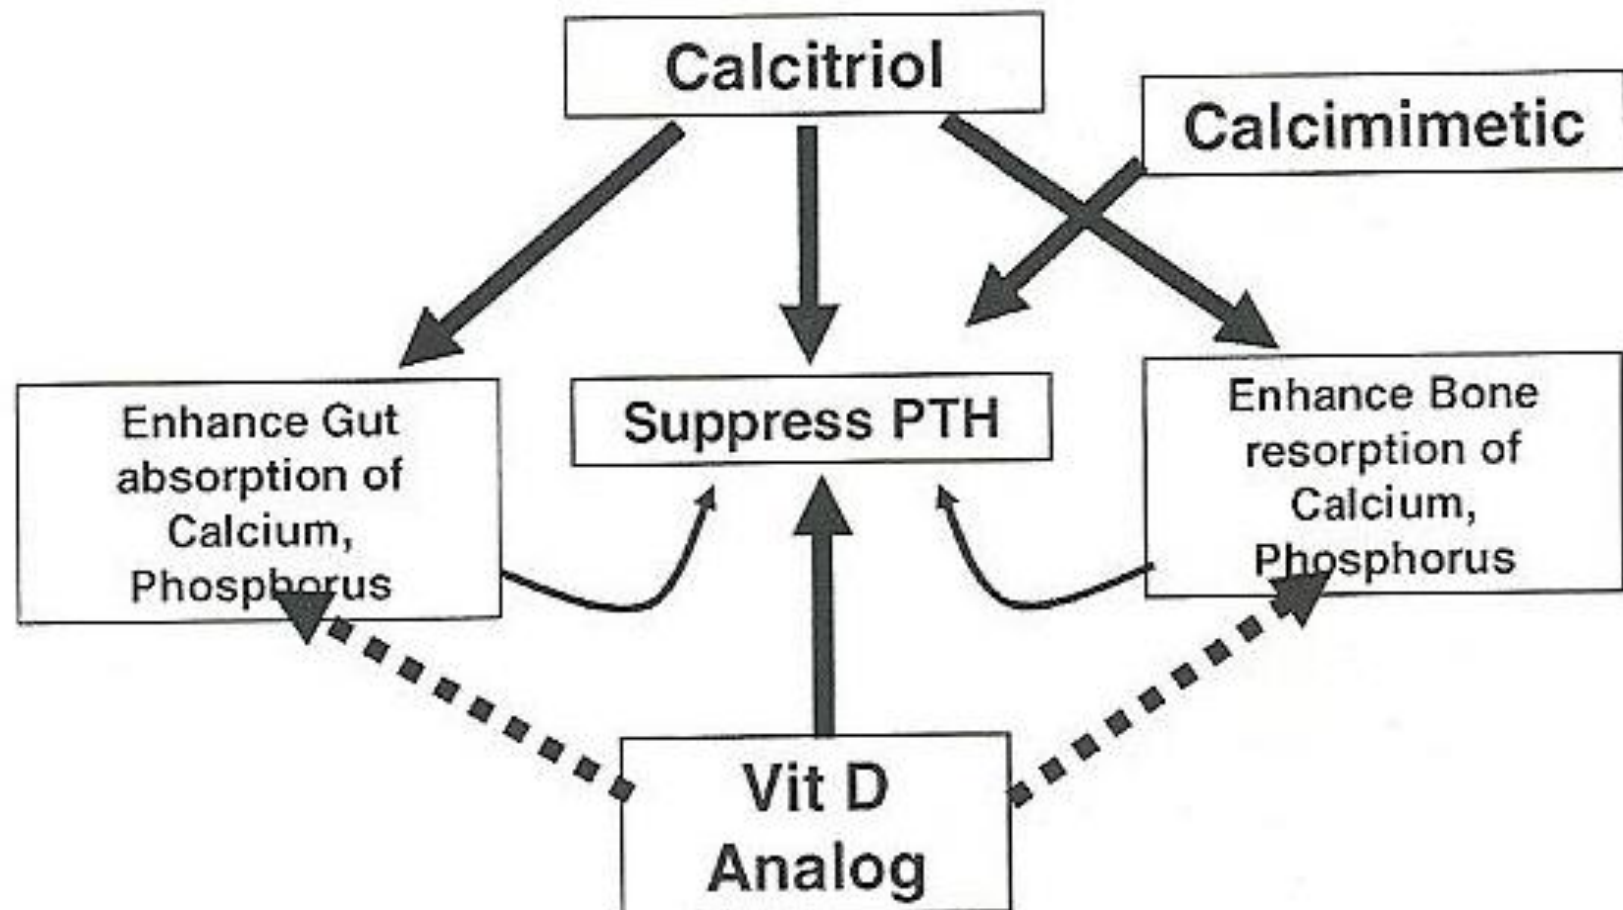 Calcitriol
Calcimimetic
Enhance Gut
absorption of
Calcium,
Phosphorus
Suppress PTH
Enhance Bone
resorption of
Calcium,
Phosphorus
Vit D
Analog